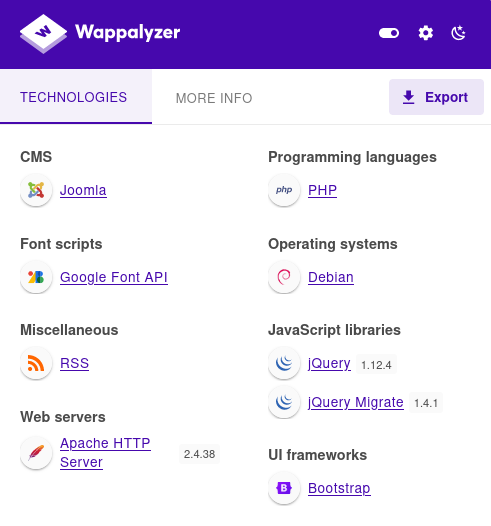 Wappalyzer
TECHNOLOGIES
MORE INFO
Export
CMS
Joomla
Font scripts
Google Font API
Miscellaneous
RSS
Web servers
Apache HTTP
Server
2.4.38
Programming languages
php
PHP
Operating systems
Debian
JavaScript libraries
jQuery 1.12.4
jQuery Migrate 1.4.1
UI frameworks
B
Bootstrap